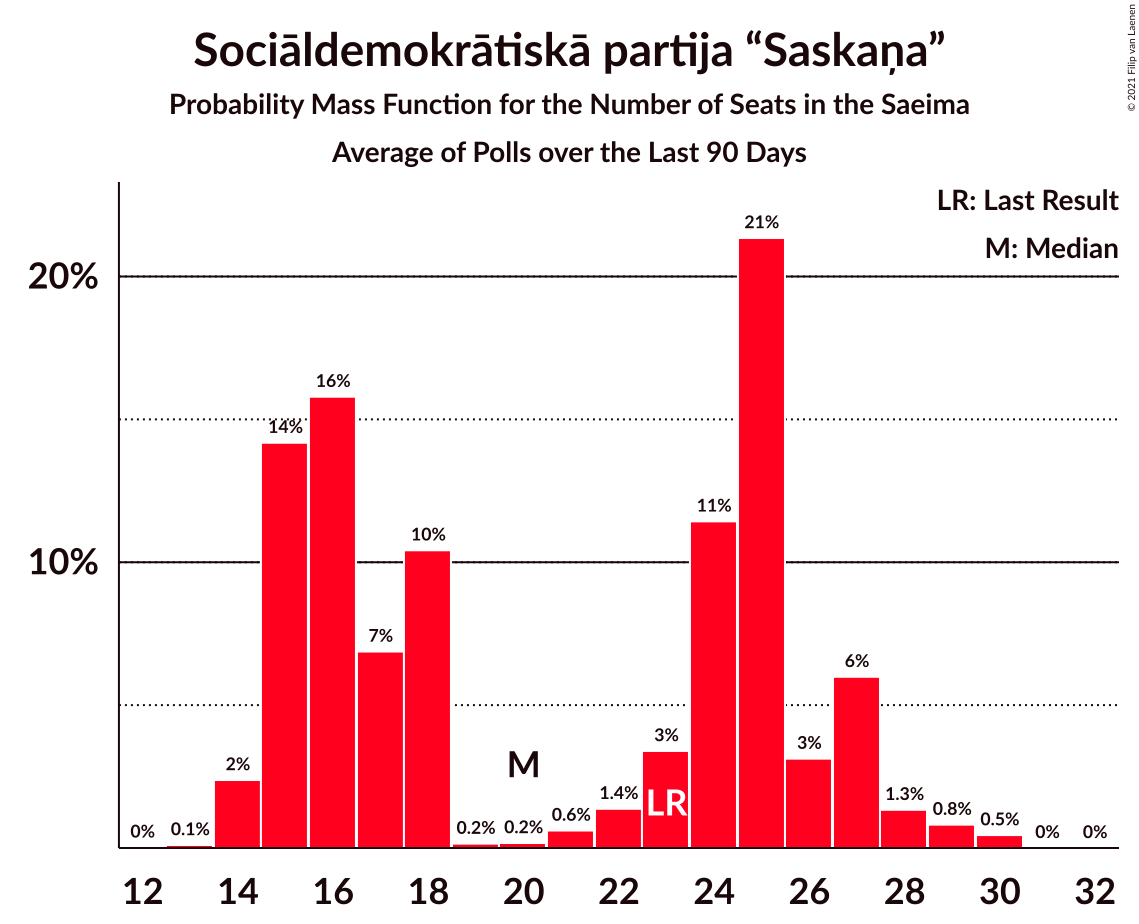 Sociāldemokrātiskā partija “Saskaņa”
Probability Mass Function for the Number of Seats in the Saeima
Average of Polls over the Last 90 Days
© 2021 Filip van Laenen
LR: Last Result
M: Median
20%
10%
0%
0.1%
2%
14%
16%
7%
10%
0.2%
0.2%
0.6%
1.4%
3%
11%
21%
3%
6%
1.3%
0.8%
0.5%
0%
0%
M
LR
12 14 16 18 20 22 24 26 28 30 32